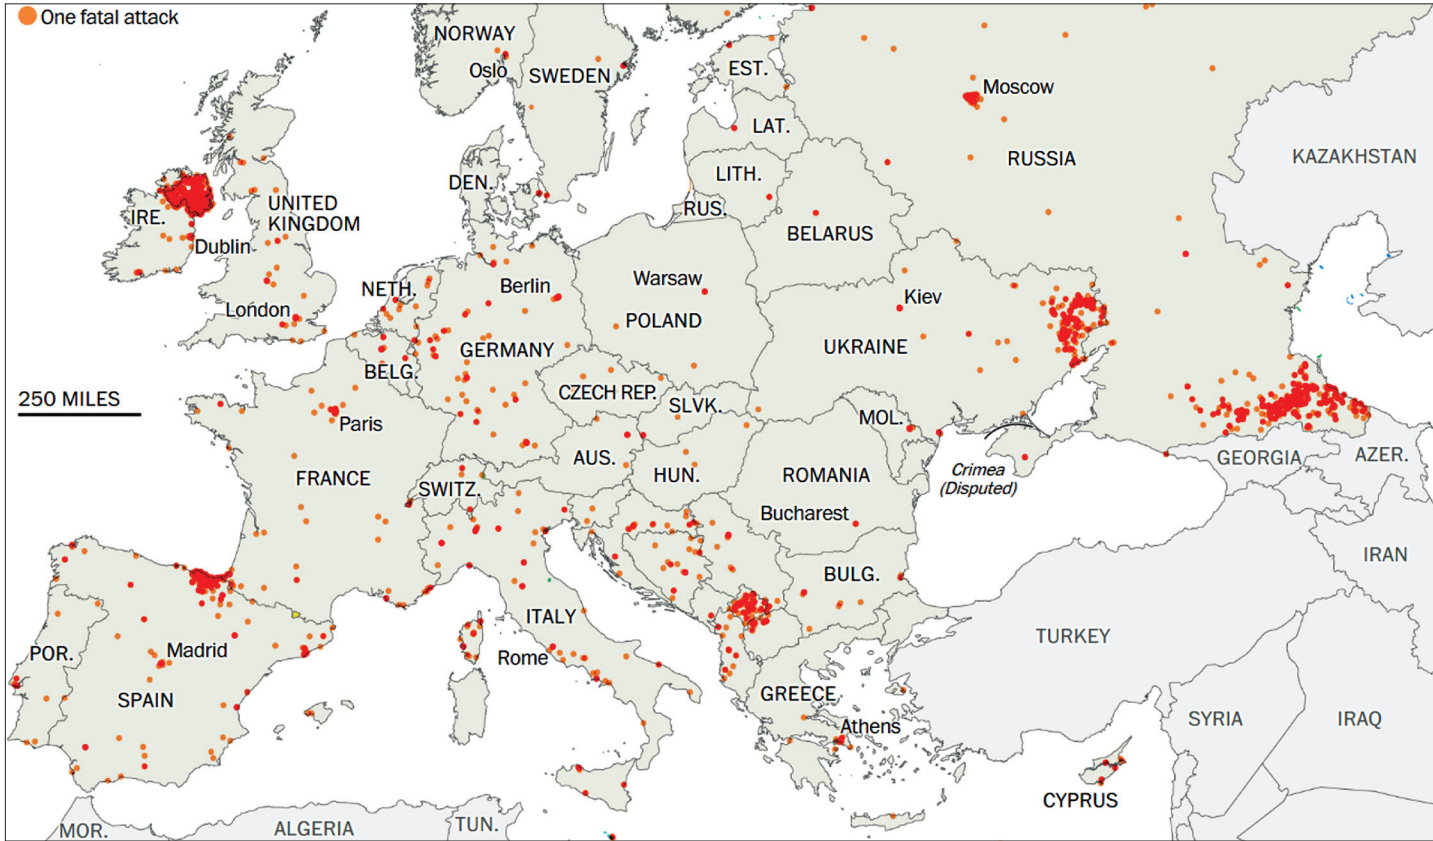 One fatal attack
NORWAY
Oslo
SWEDEN
EST.
Moscow
LAT.
RUSSIA
KAZAKHSTAN
LITH.
DEN.
RUS.
UNITED
KINGDOM
IRE.
BELARUS
Dublin
NETH.
Berlin
Warsaw
Kiev
London
POLAND
GERMANY
UKRAINE
BELG.
250 MILES
CZECH REP.
SLVK.
Paris
MOL.
AUS.
GEORGIA
AZER.
FRANCE
SWITZ.
HUN.
ROMANIA
Crimea
(Disputed)
Bucharest
IRAN
BULG.
ITALY
TURKEY
Madrid
POR.
Rome
SPAIN
GREECE
Athens
SYRIA
IRAQ
CYPRUS
MOR.
ALGERIA
TUN.